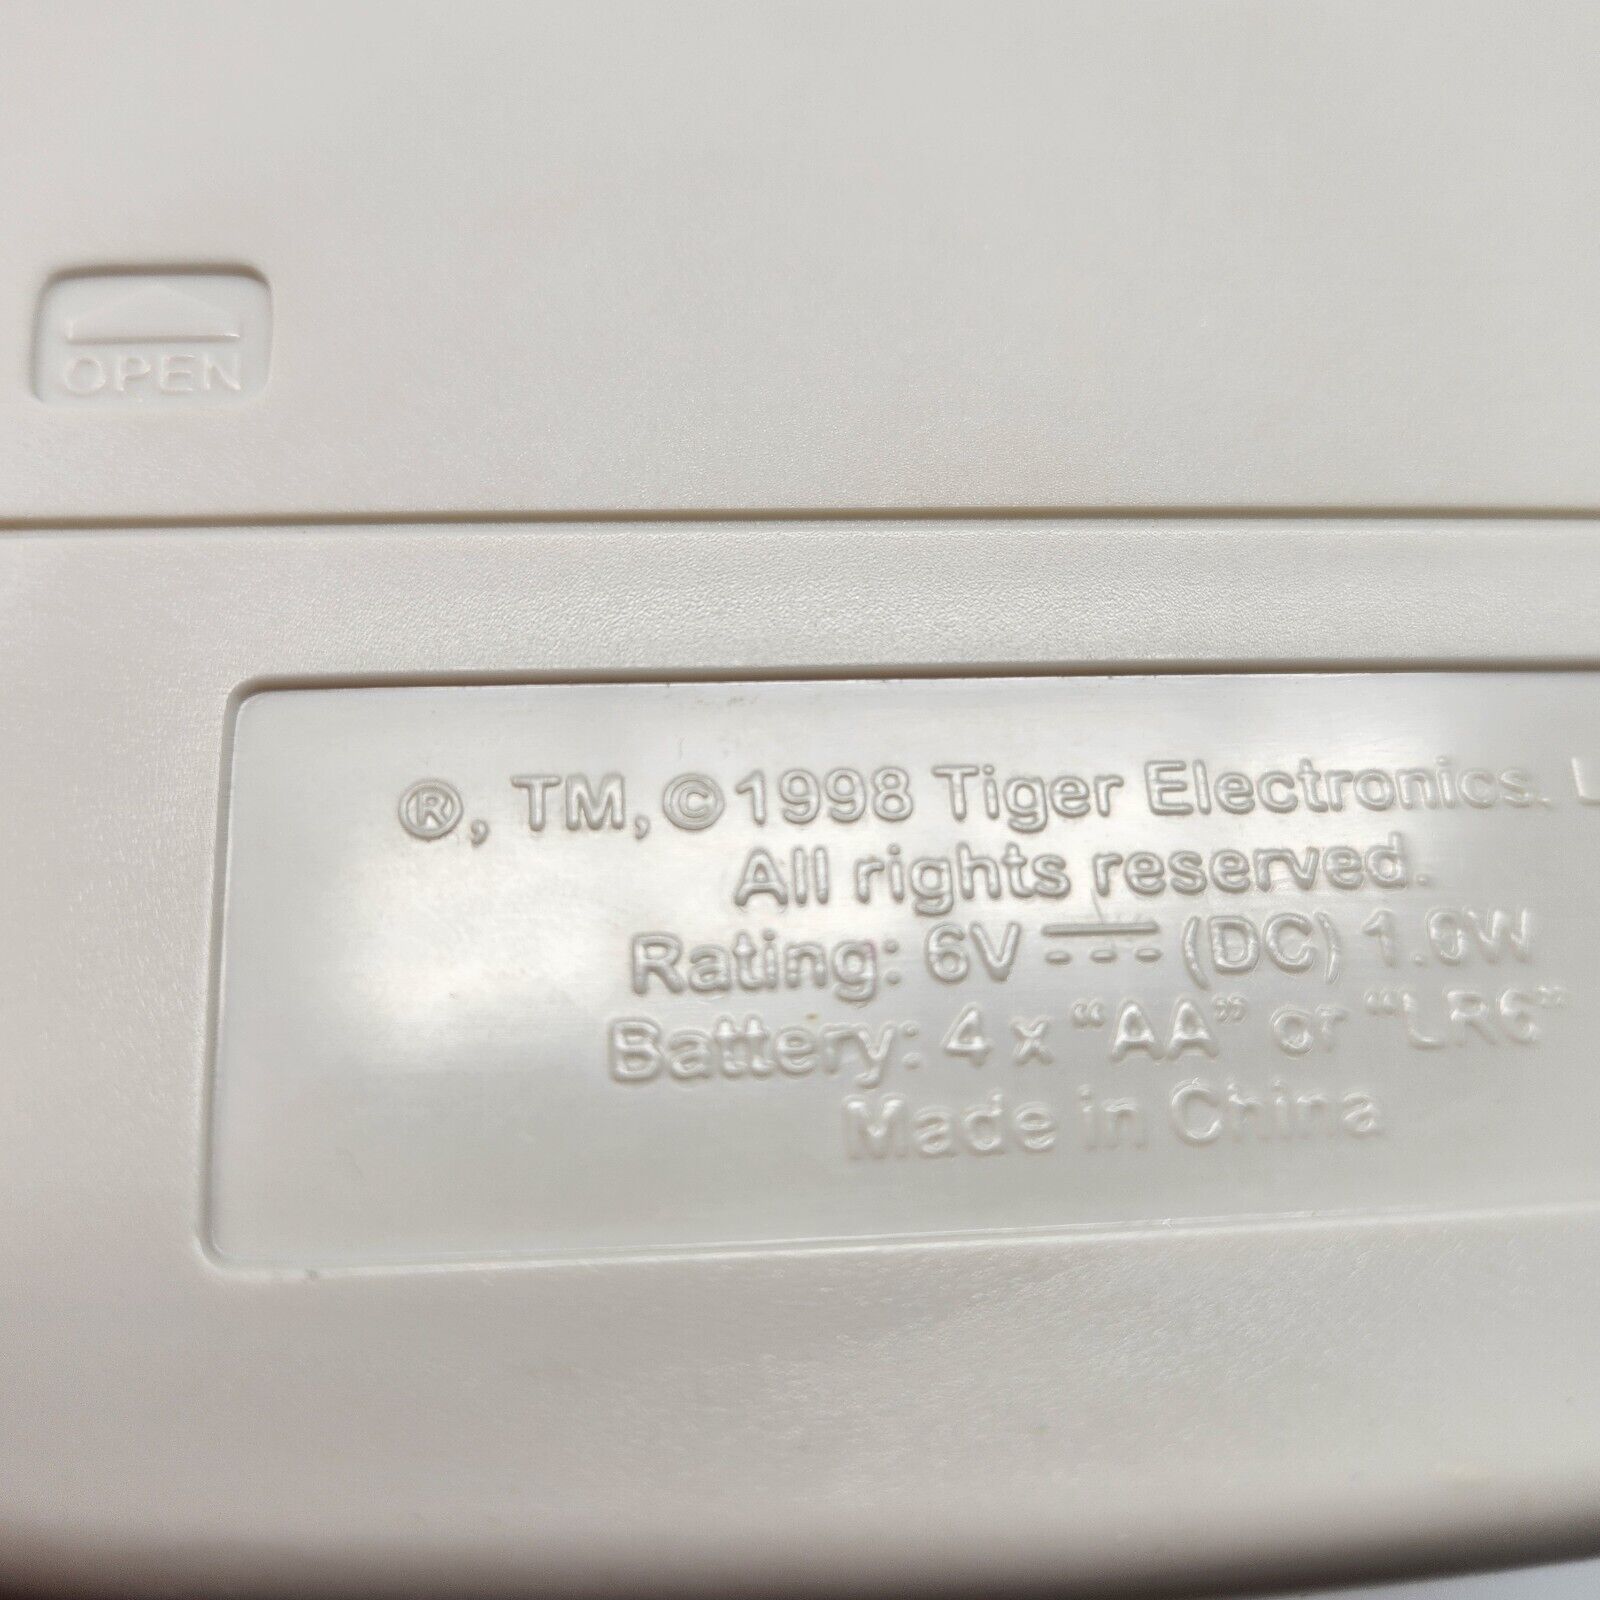 OPEN
®, TM, ©1998 Tiger Electronics. L
All rights reserved.
Rating: 6V ⎓ (DC) 1.0W
Battery: 4 x “AA” or “LR6”
Made in China